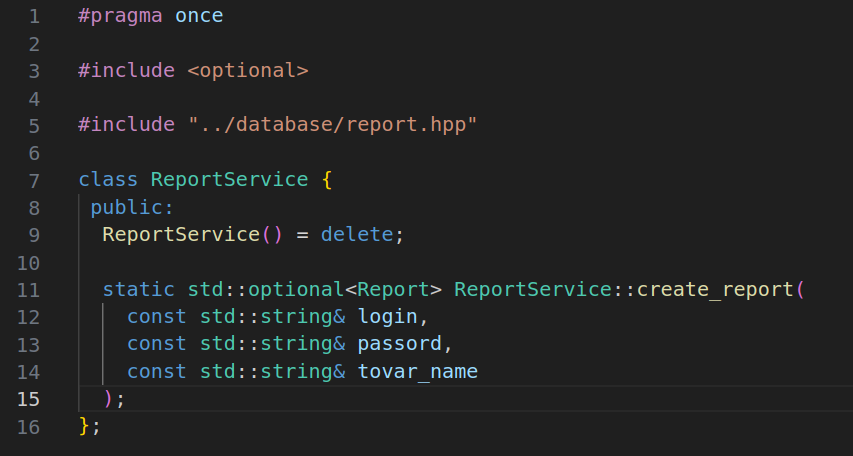 1 #pragma once
2
3 #include <optional>
4
5 #include "../database/report.hpp"
6
7 class ReportService {
8 public:
9 ReportService() = delete;
10
11 static std::optional<Report> ReportService::create_report(
12 const std::string& login,
13 const std::string& passord,
14 const std::string& tovar_name
15 );
16 };